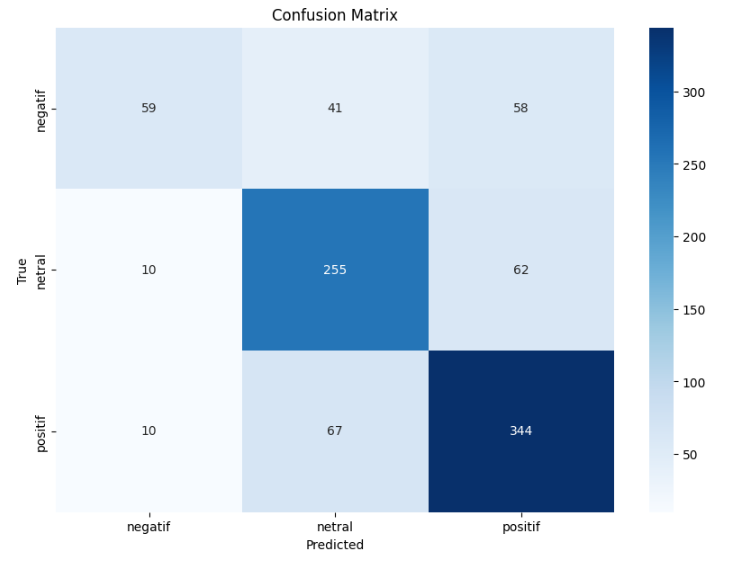 Confusion Matrix
negatif
59
41
58
True
netral
10
255
62
positif
10
67
344
negatif
netral
positif
Predicted
300
250
200
150
100
50